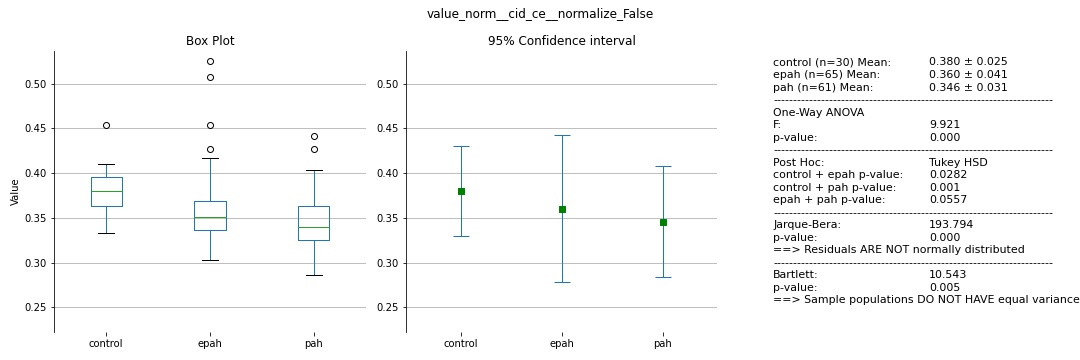 value_norm__cid_ce__normalize_False
Box Plot
Value
0.50
0.45
0.40
0.35
0.30
0.25
control epah pah
95% Confidence interval
0.50
0.45
0.40
0.35
0.30
0.25
control epah pah
control (n=30) Mean: 0.380 ± 0.025
epah (n=65) Mean: 0.360 ± 0.041
pah (n=61) Mean: 0.346 ± 0.031
One-Way ANOVA
F: 9.921
p-value: 0.000
Post Hoc: Tukey HSD
control + epah p-value: 0.0282
control + pah p-value: 0.001
epah + pah p-value: 0.0557
Jarque-Bera: 193.794
p-value: 0.000
==> Residuals ARE NOT normally distributed
Bartlett: 10.543
p-value: 0.005
==> Sample populations DO NOT HAVE equal variance